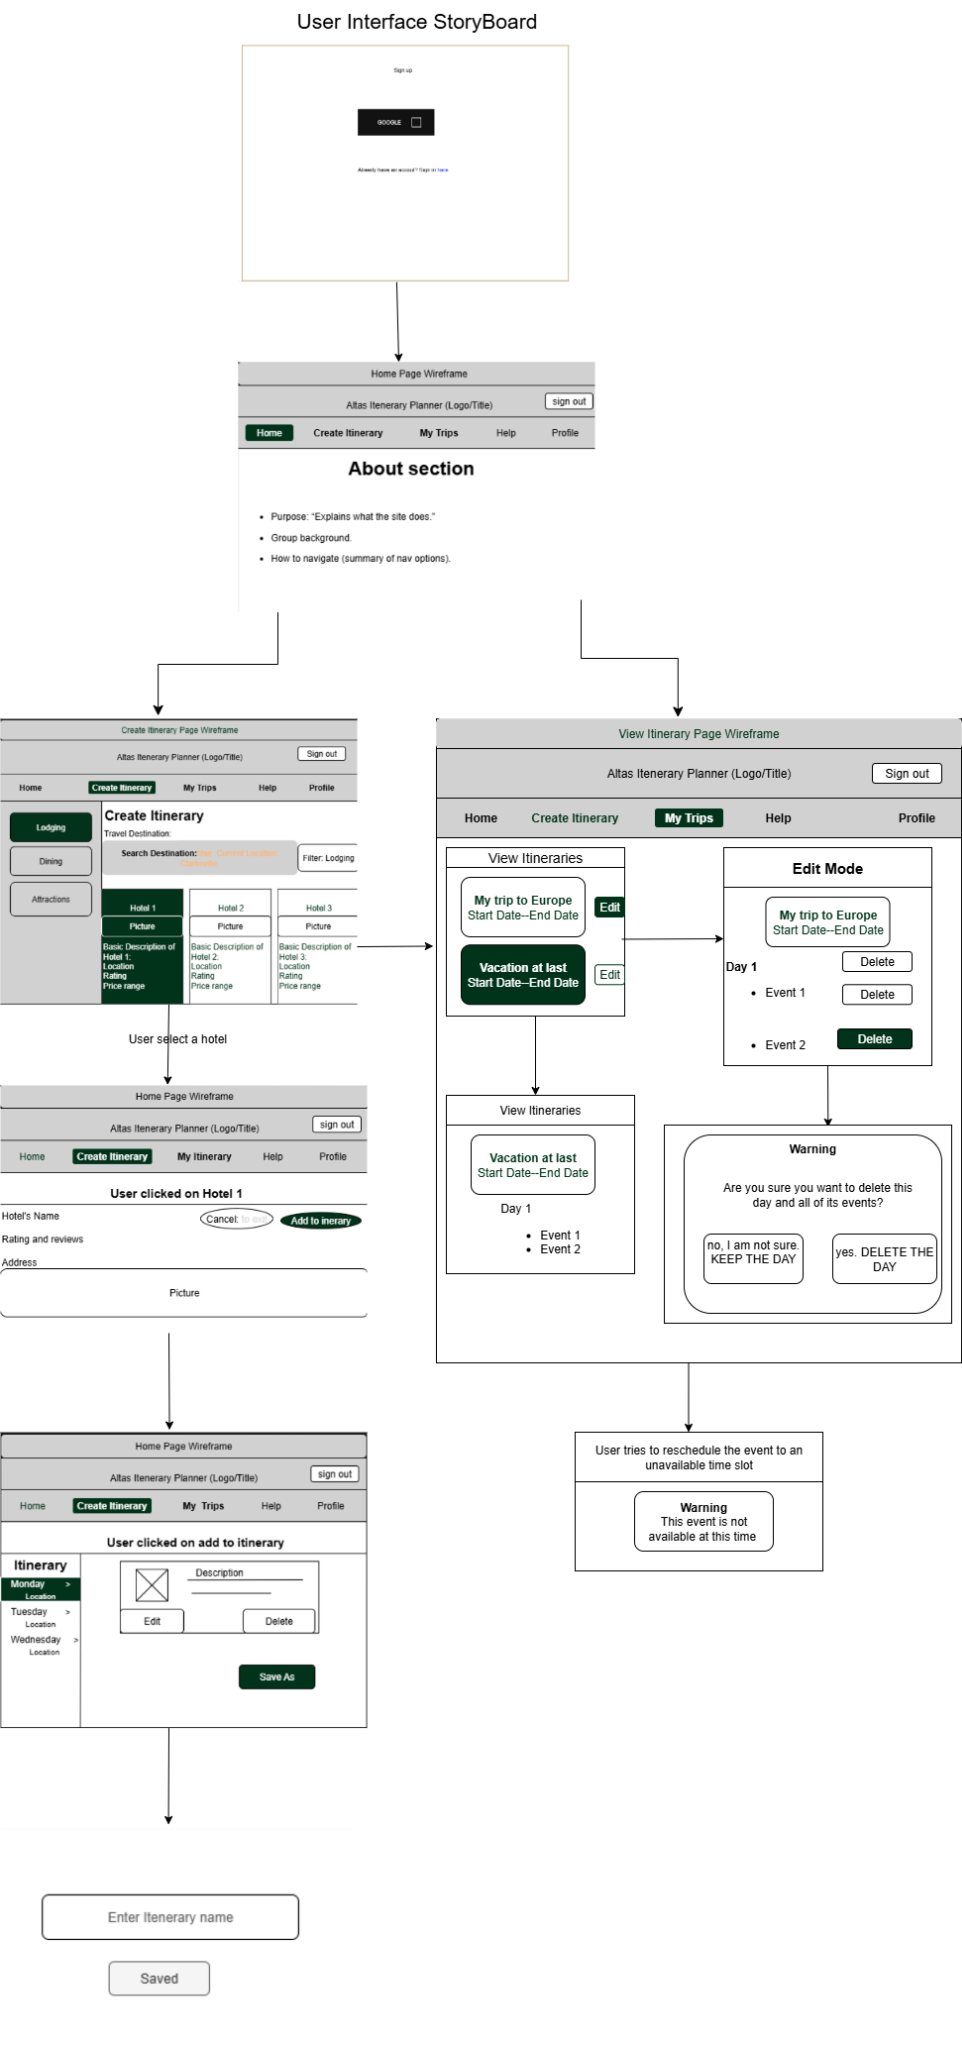 User Interface StoryBoard
Sign up
GOOGLE
Already have an accout? Sign in here
Home Page Wireframe
Altas Itenerary Planner (Logo/Title)
sign out
Home
Create Itinerary
My Trips
Help
Profile
About section
• Purpose: “Explains what the site does.”
• Group background.
• How to navigate (summary of nav options).
Create Itinerary Page Wireframe
Altas Itenerary Planner (Logo/Title)
Sign out
Home
Create Itinerary
My Trips
Help
Profile
Lodging
Dining
Attractions
Create Itinerary
Travel Destination:
Search Destination: Use Current Location
Filter: Lodging
Hotel 1
Picture
Basic Description of
Hotel 1:
Location
Rating
Price range
Hotel 2
Picture
Basic Description of
Hotel 2:
Location
Rating
Price range
Hotel 3
Picture
Basic Description of
Hotel 3:
Location
Rating
Price range
User select a hotel
Home Page Wireframe
Altas Itenerary Planner (Logo/Title)
sign out
Home
Create Itinerary
My Itinerary
Help
Profile
User clicked on Hotel 1
Hotel's Name
Cancel: to exit
Add to inerary
Rating and reviews
Address
Picture
Home Page Wireframe
Altas Itenerary Planner (Logo/Title)
sign out
Home
Create Itinerary
My Trips
Help
Profile
User clicked on add to itinerary
Itinerary
Monday >
Location
Tuesday >
Location
Wednesday >
Location
Description
Edit
Delete
Save As
Enter Itenerary name
Saved
View Itinerary Page Wireframe
Altas Itenerary Planner (Logo/Title)
Sign out
Home
Create Itinerary
My Trips
Help
Profile
View Itineraries
My trip to Europe
Start Date--End Date
Edit
Vacation at last
Start Date--End Date
Edit
Edit Mode
My trip to Europe
Start Date--End Date
Day 1
Delete
• Event 1
Delete
• Event 2
Delete
View Itineraries
Vacation at last
Start Date--End Date
Day 1
• Event 1
• Event 2
Warning
Are you sure you want to delete this
day and all of its events?
no, I am not sure.
KEEP THE DAY
yes. DELETE THE
DAY
User tries to reschedule the event to an
unavailable time slot
Warning
This event is not
available at this time